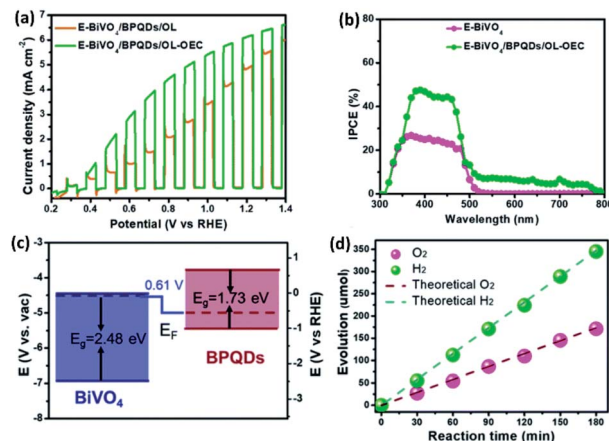 (a)
E-BiVO4/BPQDs/OL
E-BiVO4/BPQDs/OL-OEC
Current density (mA cm-2)
6
5
4
3
2
1
0
0.2 0.4 0.6 0.8 1.0 1.2 1.4
Potential (V vs RHE)
(b)
E-BiVO4
E-BiVO4/BPQDs/OL-OEC
IPCE (%)
80
60
40
20
0
300 400 500 600 700 800
Wavelength (nm)
(c)
E (V vs. vac)
-3
-4
-5
-6
-7
-8
0.61 V
Eg=2.48 eV
BiVO4
EF
Eg=1.73 eV
BPQDs
1
0
-1
-2
E (V vs. RHE)
(d)
O2
H2
Theoretical O2
Theoretical H2
Evolution (umol)
350
300
250
200
150
100
50
0
0 30 60 90 120 150 180
Reaction time (min)